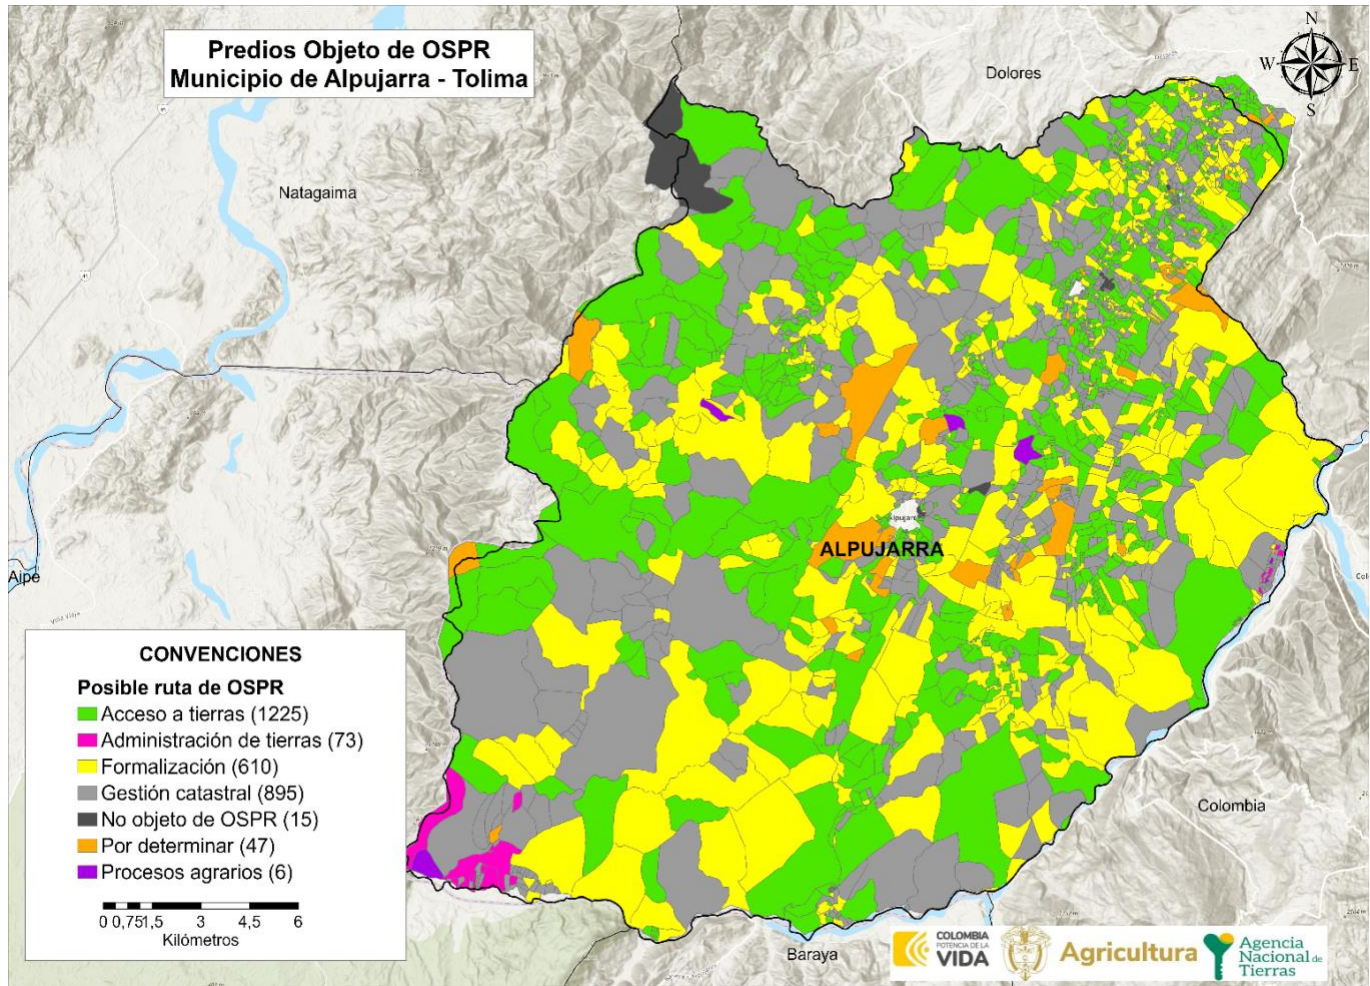 Predios Objeto de OSPR
Municipio de Alpujarra - Tolima
N
W
E
S
Dolores
Natagaima
Alpujarra
ALPUJARRA
Aipe
CONVENCIONES
Posible ruta de OSPR
Acceso a tierras (1225)
Administración de tierras (73)
Formalización (610)
Gestión catastral (895)
No objeto de OSPR (15)
Por determinar (47)
Procesos agrarios (6)
0 0,75 1,5 3 4,5 6
Kilómetros
Colombia
Baraya
COLOMBIA
POTENCIA DE LA
VIDA
Agricultura
Agencia
Nacional de
Tierras